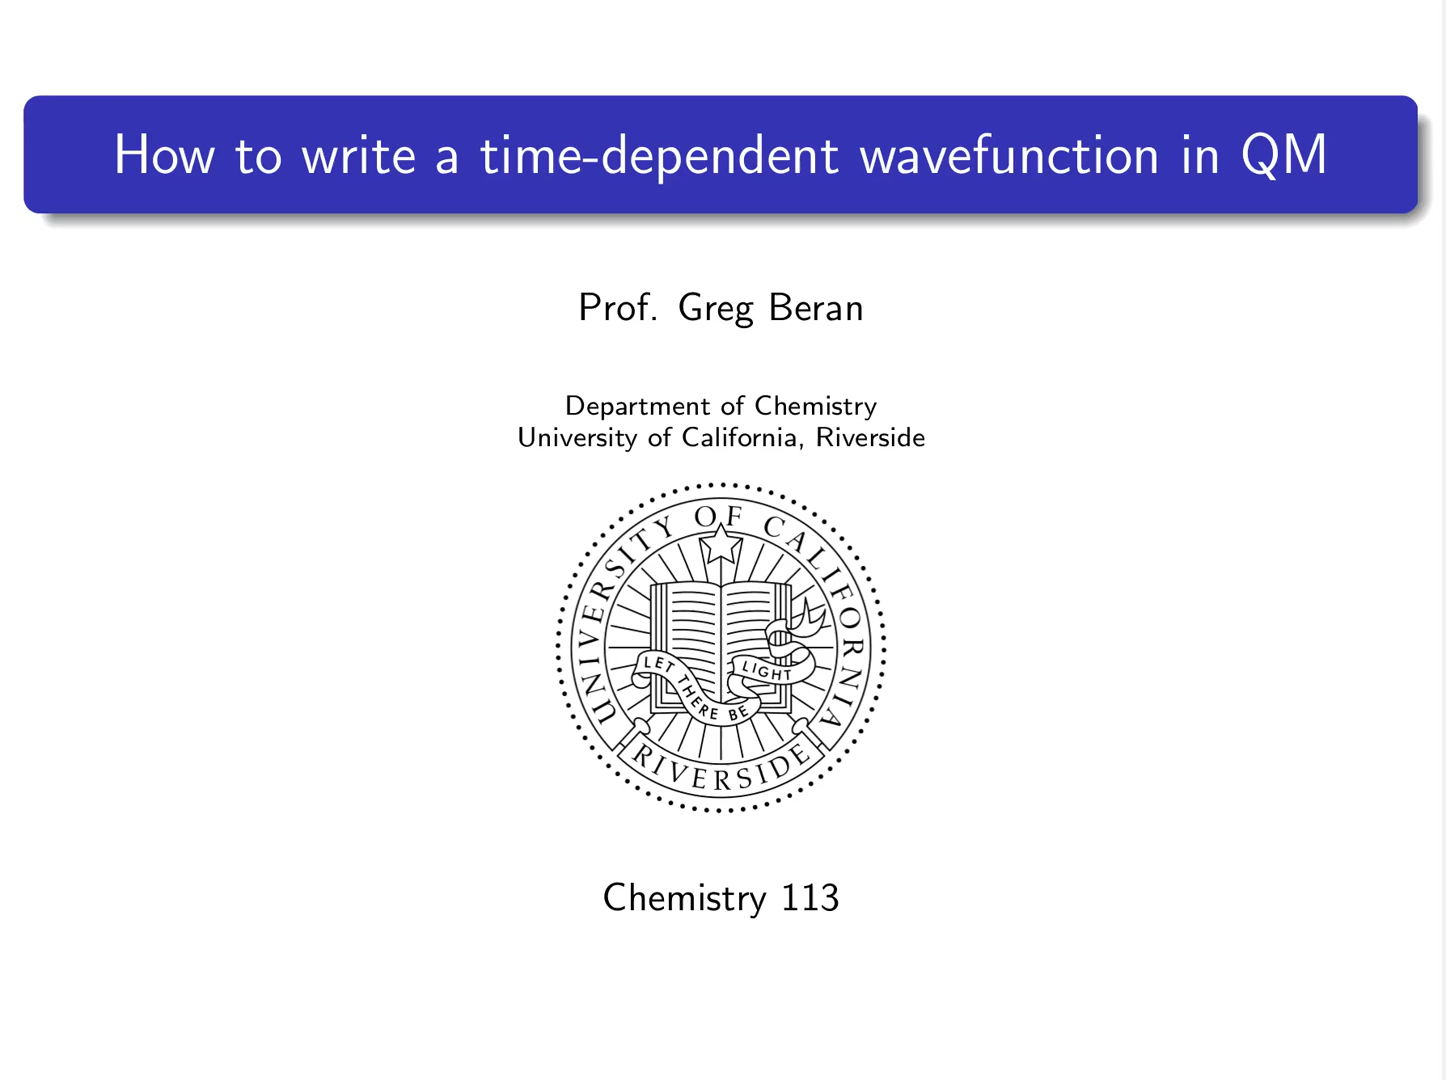 How to write a time-dependent wavefunction in QM
Prof. Greg Beran
Department of Chemistry
University of California, Riverside
UNIVERSITY OF CALIFORNIA
LET THERE BE LIGHT
RIVERSIDE
Chemistry 113